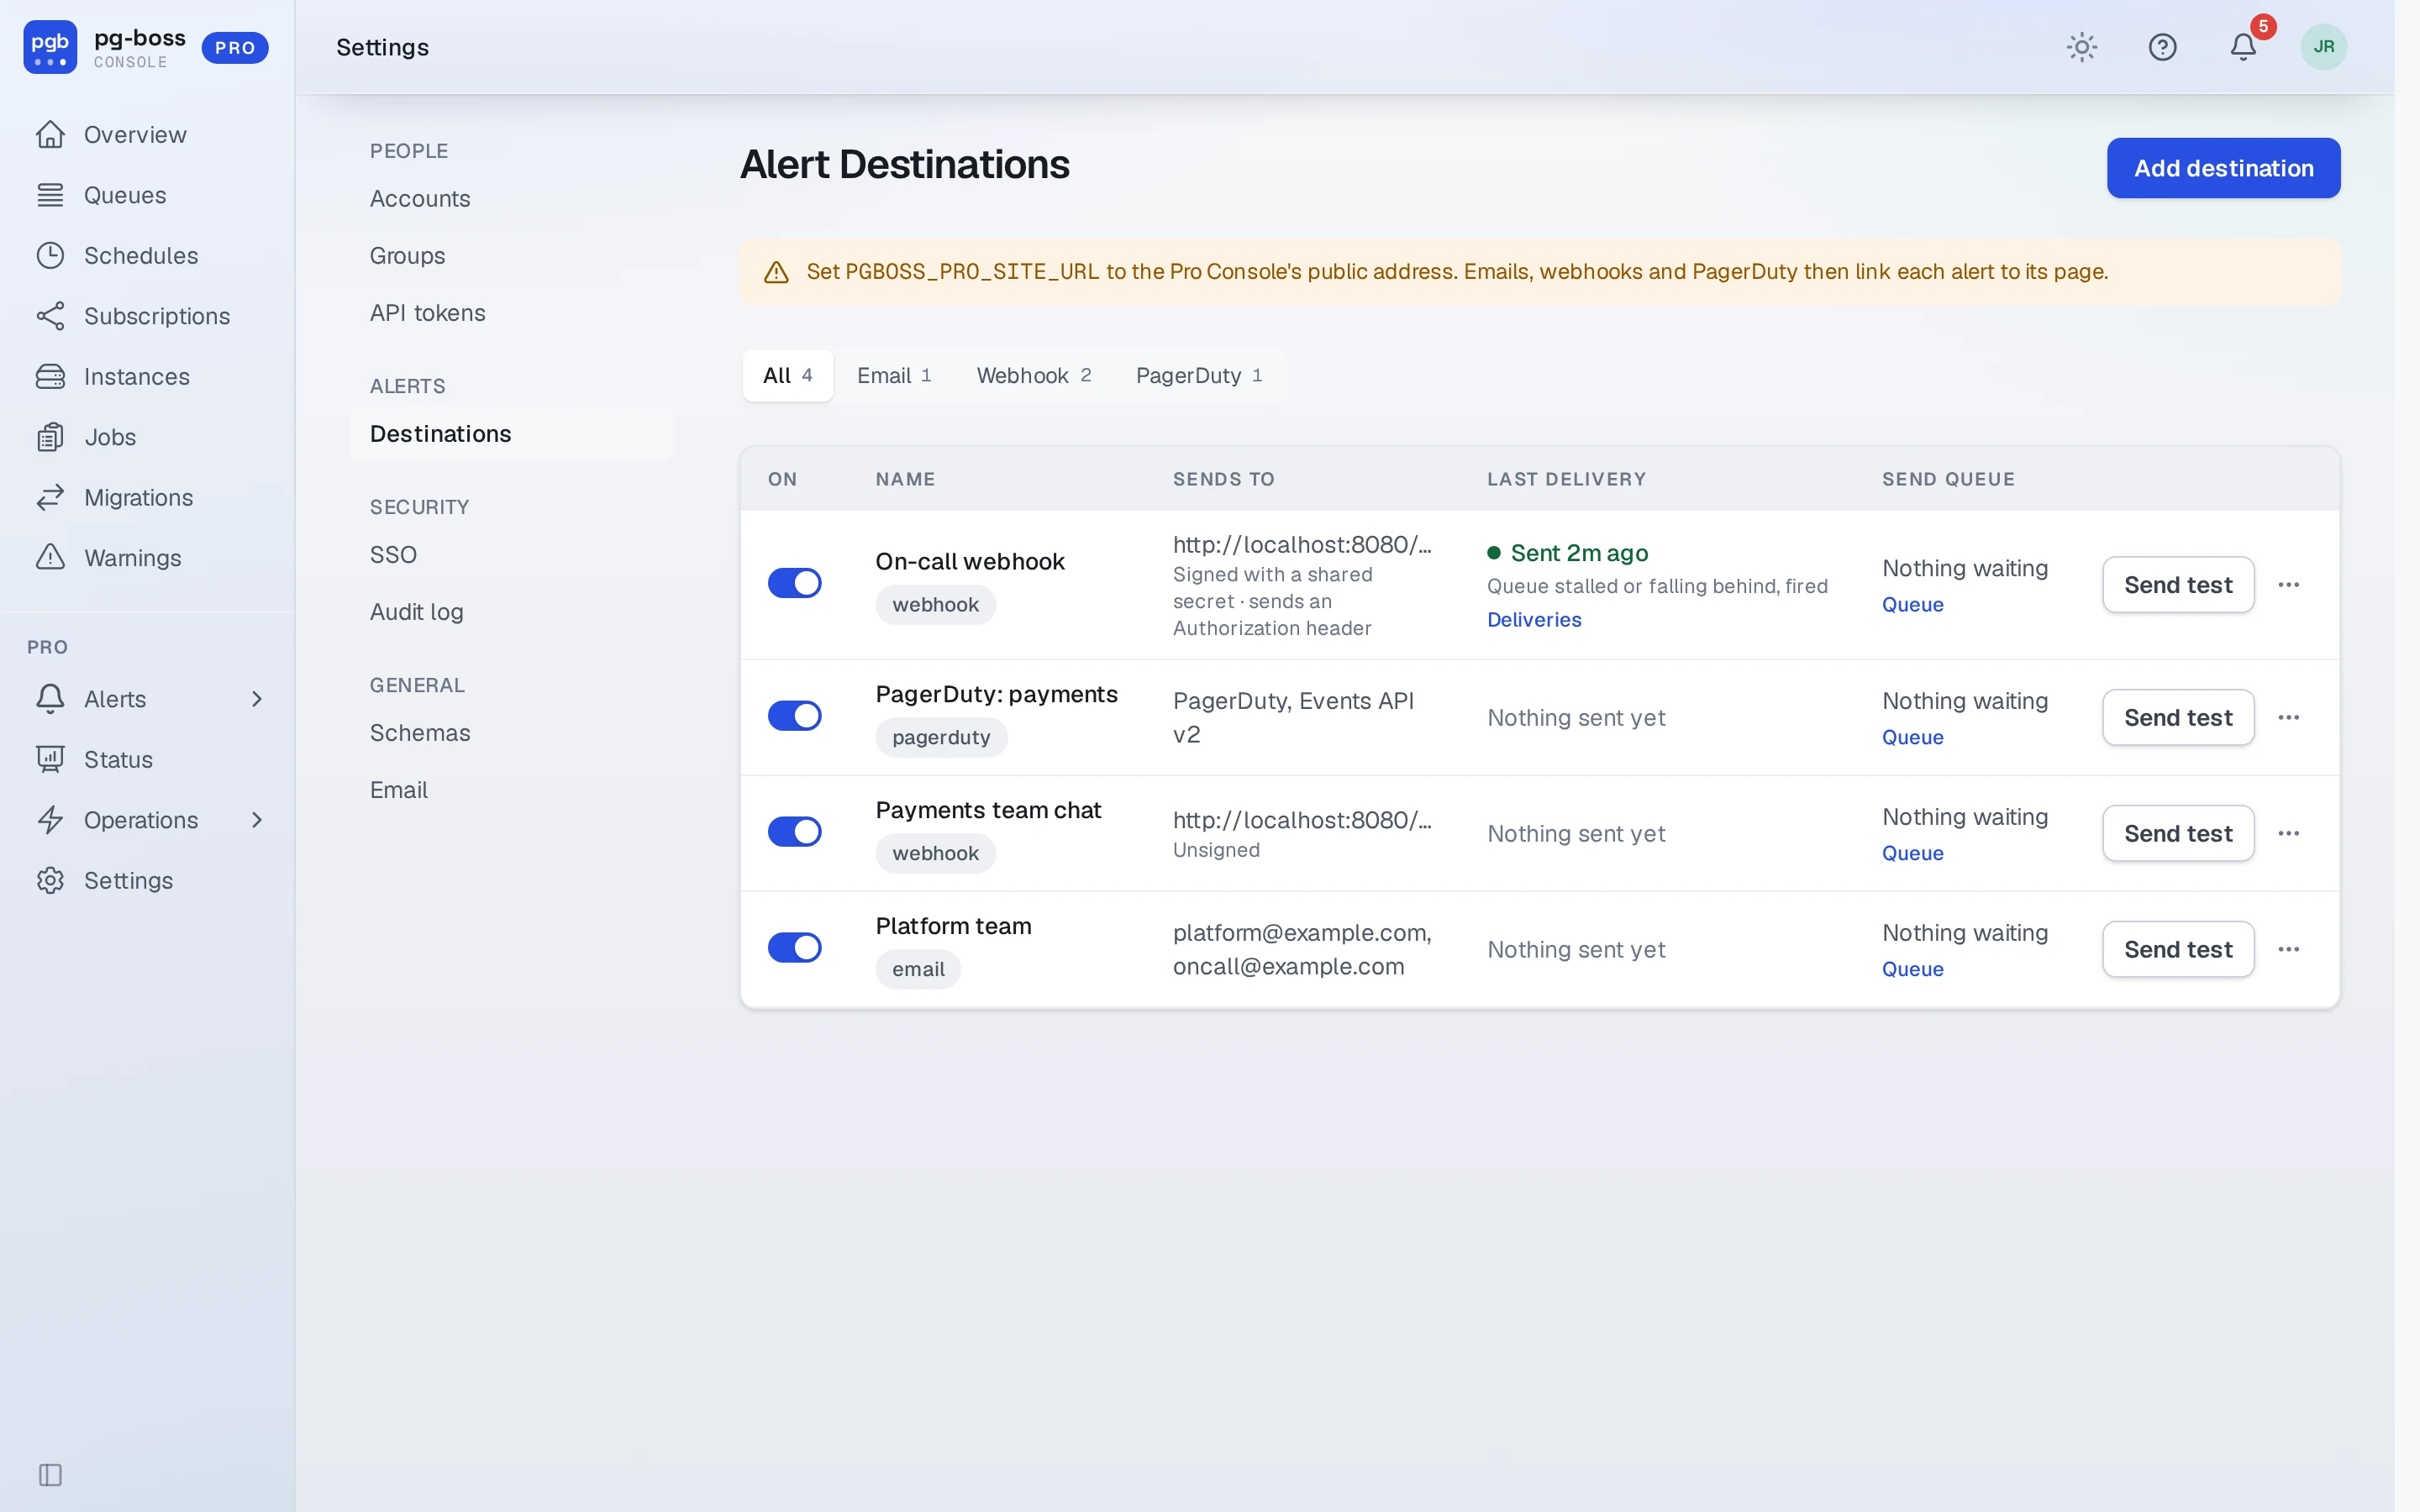 pgb
pg-boss
CONSOLE
PRO
Settings
5
JR
Overview
Queues
Schedules
Subscriptions
Instances
Jobs
Migrations
Warnings
PRO
Alerts
Status
Operations
Settings
PEOPLE
Accounts
Groups
API tokens
ALERTS
Destinations
SECURITY
SSO
Audit log
GENERAL
Schemas
Email
Alert Destinations
Add destination
Set PGBOSS_PRO_SITE_URL to the Pro Console's public address. Emails, webhooks and PagerDuty then link each alert to its page.
All 4 Email 1 Webhook 2 PagerDuty 1
ON NAME SENDS TO LAST DELIVERY SEND QUEUE
On-call webhook
webhook
http://localhost:8080/...
Signed with a shared
secret · sends an
Authorization header
Sent 2m ago
Queue stalled or falling behind, fired
Deliveries
Nothing waiting
Queue
Send test
PagerDuty: payments
pagerduty
PagerDuty, Events API
v2
Nothing sent yet
Nothing waiting
Queue
Send test
Payments team chat
webhook
http://localhost:8080/...
Unsigned
Nothing sent yet
Nothing waiting
Queue
Send test
Platform team
email
platform@example.com,
oncall@example.com
Nothing sent yet
Nothing waiting
Queue
Send test